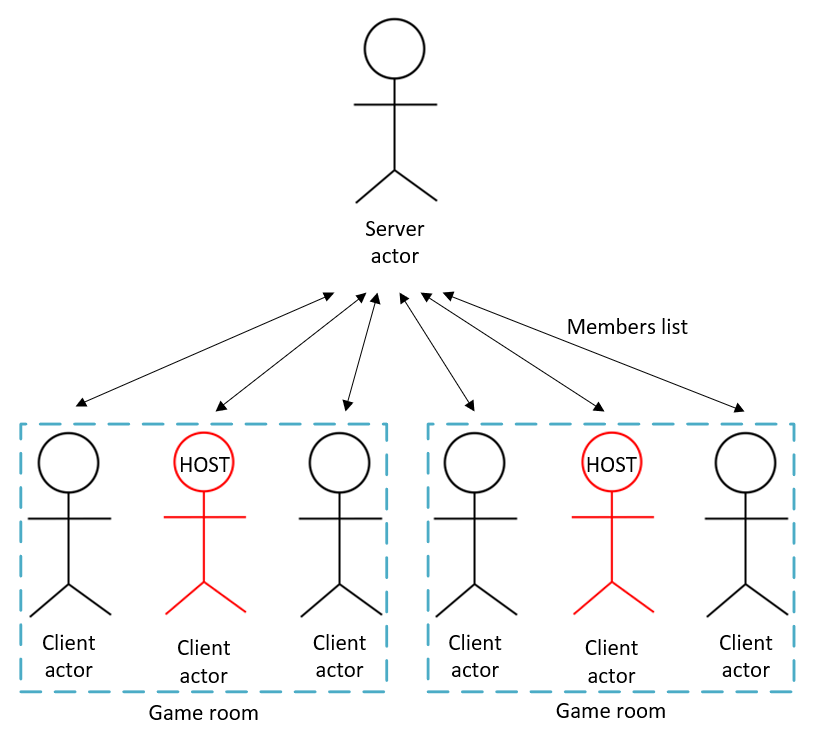 Server
actor
Members list
HOST
HOST
Client
actor
Client
actor
Client
actor
Client
actor
Client
actor
Client
actor
Game room
Game room